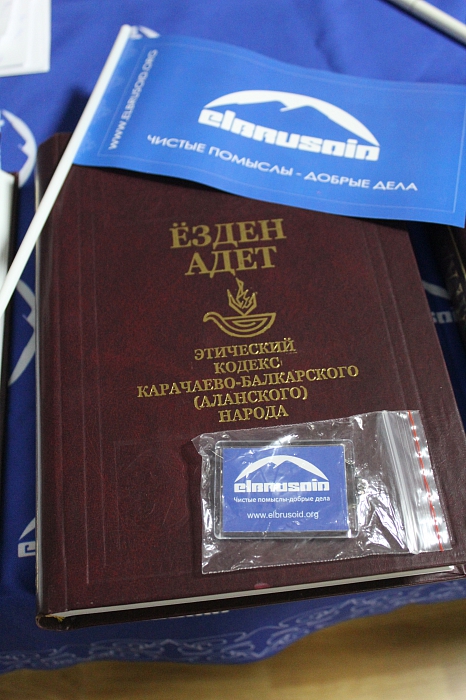 WWW.ELBRUSOID.ORG
elbrusoid
ЧИСТЫЕ ПОМЫСЛЫ - ДОБРЫЕ ДЕЛА
ЁЗДЕН
АДЕТ
ЭТИЧЕСКИЙ
КОДЕКС
КАРАЧАЕВО-БАЛКАРСКОГО
(АЛАНСКОГО)
НАРОДА
elbrusoid
Чистые помыслы-добрые дела
www.elbrusoid.org